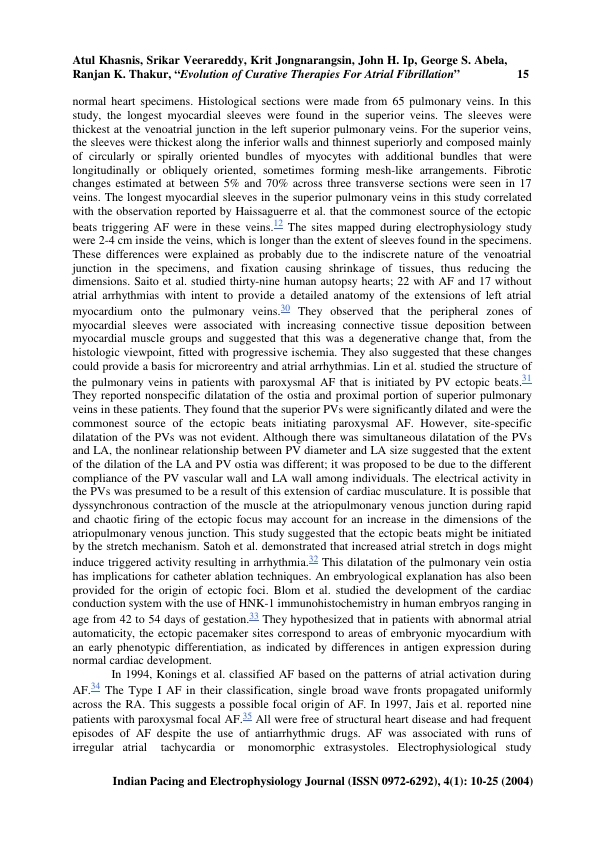 Atul Khasnis, Srikar Veerareddy, Krit Jongnarangsin, John H. Ip, George S. Abela,
Ranjan K. Thakur, “Evolution of Curative Therapies For Atrial Fibrillation” 15
normal heart specimens. Histological sections were made from 65 pulmonary veins. In this
study, the longest myocardial sleeves were found in the superior veins. The sleeves were
thickest at the venoatrial junction in the left superior pulmonary veins. For the superior veins,
the sleeves were thickest along the inferior walls and thinnest superiorly and composed mainly
of circularly or spirally oriented bundles of myocytes with additional bundles that were
longitudinally or obliquely oriented, sometimes forming mesh-like arrangements. Fibrotic
changes estimated at between 5% and 70% across three transverse sections were seen in 17
veins. The longest myocardial sleeves in the superior pulmonary veins in this study correlated
with the observation reported by Haissaguerre et al. that the commonest source of the ectopic
beats triggering AF were in these veins.12 The sites mapped during electrophysiology study
were 2-4 cm inside the veins, which is longer than the extent of sleeves found in the specimens.
These differences were explained as probably due to the indiscrete nature of the venoatrial
junction in the specimens, and fixation causing shrinkage of tissues, thus reducing the
dimensions. Saito et al. studied thirty-nine human autopsy hearts; 22 with AF and 17 without
atrial arrhythmias with intent to provide a detailed anatomy of the extensions of left atrial
myocardium onto the pulmonary veins.30 They observed that the peripheral zones of
myocardial sleeves were associated with increasing connective tissue deposition between
myocardial muscle groups and suggested that this was a degenerative change that, from the
histologic viewpoint, fitted with progressive ischemia. They also suggested that these changes
could provide a basis for microreentry and atrial arrhythmias. Lin et al. studied the structure of
the pulmonary veins in patients with paroxysmal AF that is initiated by PV ectopic beats.31
They reported nonspecific dilatation of the ostia and proximal portion of superior pulmonary
veins in these patients. They found that the superior PVs were significantly dilated and were the
commonest source of the ectopic beats initiating paroxysmal AF. However, site-specific
dilatation of the PVs was not evident. Although there was simultaneous dilatation of the PVs
and LA, the nonlinear relationship between PV diameter and LA size suggested that the extent
of the dilation of the LA and PV ostia was different; it was proposed to be due to the different
compliance of the PV vascular wall and LA wall among individuals. The electrical activity in
the PVs was presumed to be a result of this extension of cardiac musculature. It is possible that
dyssynchronous contraction of the muscle at the atriopulmonary venous junction during rapid
and chaotic firing of the ectopic focus may account for an increase in the dimensions of the
atriopulmonary venous junction. This study suggested that the ectopic beats might be initiated
by the stretch mechanism. Satoh et al. demonstrated that increased atrial stretch in dogs might
induce triggered activity resulting in arrhythmia.32 This dilatation of the pulmonary vein ostia
has implications for catheter ablation techniques. An embryological explanation has also been
provided for the origin of ectopic foci. Blom et al. studied the development of the cardiac
conduction system with the use of HNK-1 immunohistochemistry in human embryos ranging in
age from 42 to 54 days of gestation.33 They hypothesized that in patients with abnormal atrial
automaticity, the ectopic pacemaker sites correspond to areas of embryonic myocardium with
an early phenotypic differentiation, as indicated by differences in antigen expression during
normal cardiac development.
In 1994, Konings et al. classified AF based on the patterns of atrial activation during
AF.34 The Type I AF in their classification, single broad wave fronts propagated uniformly
across the RA. This suggests a possible focal origin of AF. In 1997, Jais et al. reported nine
patients with paroxysmal focal AF.35 All were free of structural heart disease and had frequent
episodes of AF despite the use of antiarrhythmic drugs. AF was associated with runs of
irregular atrial tachycardia or monomorphic extrasystoles. Electrophysiological study
Indian Pacing and Electrophysiology Journal (ISSN 0972-6292), 4(1): 10-25 (2004)